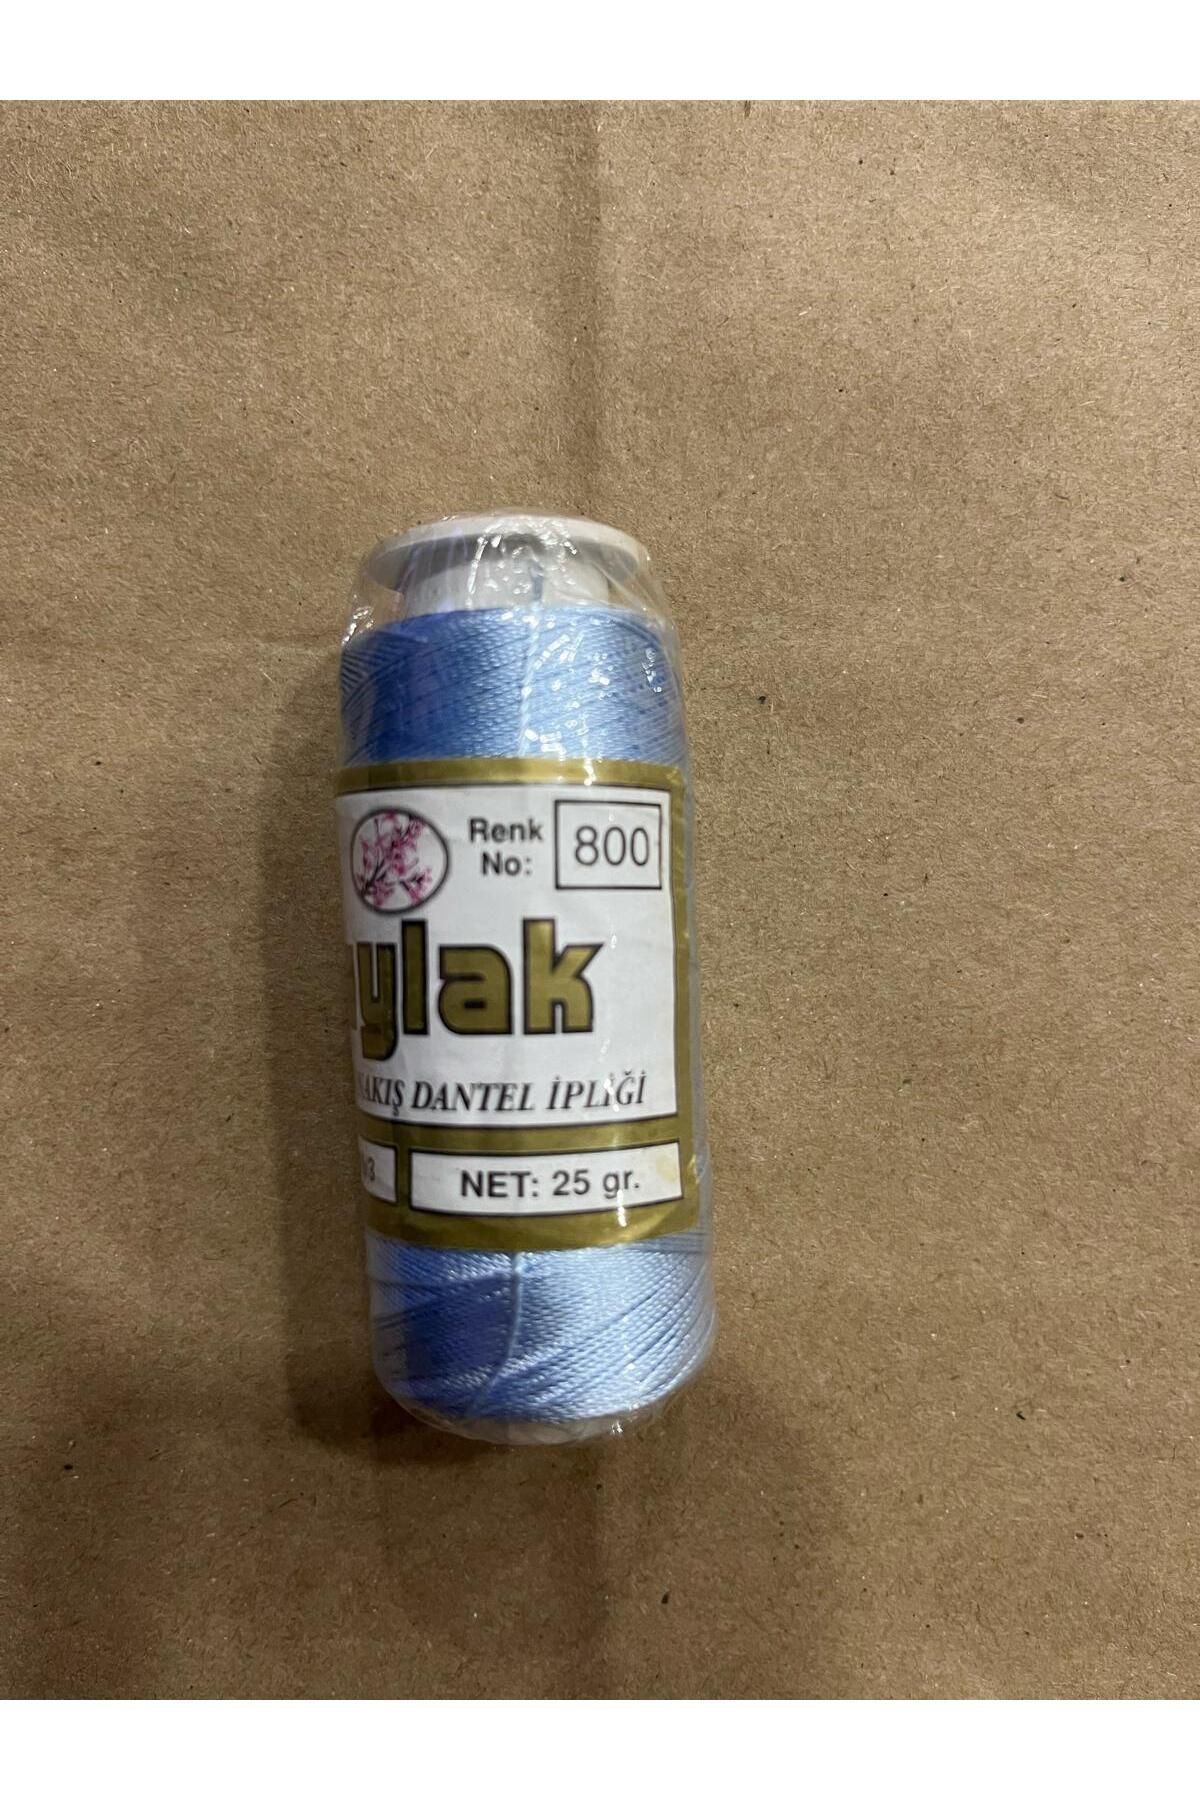 Renk
No: 800
ylak
NAKIŞ DANTEL İPLİĞİ
NET: 25 gr.